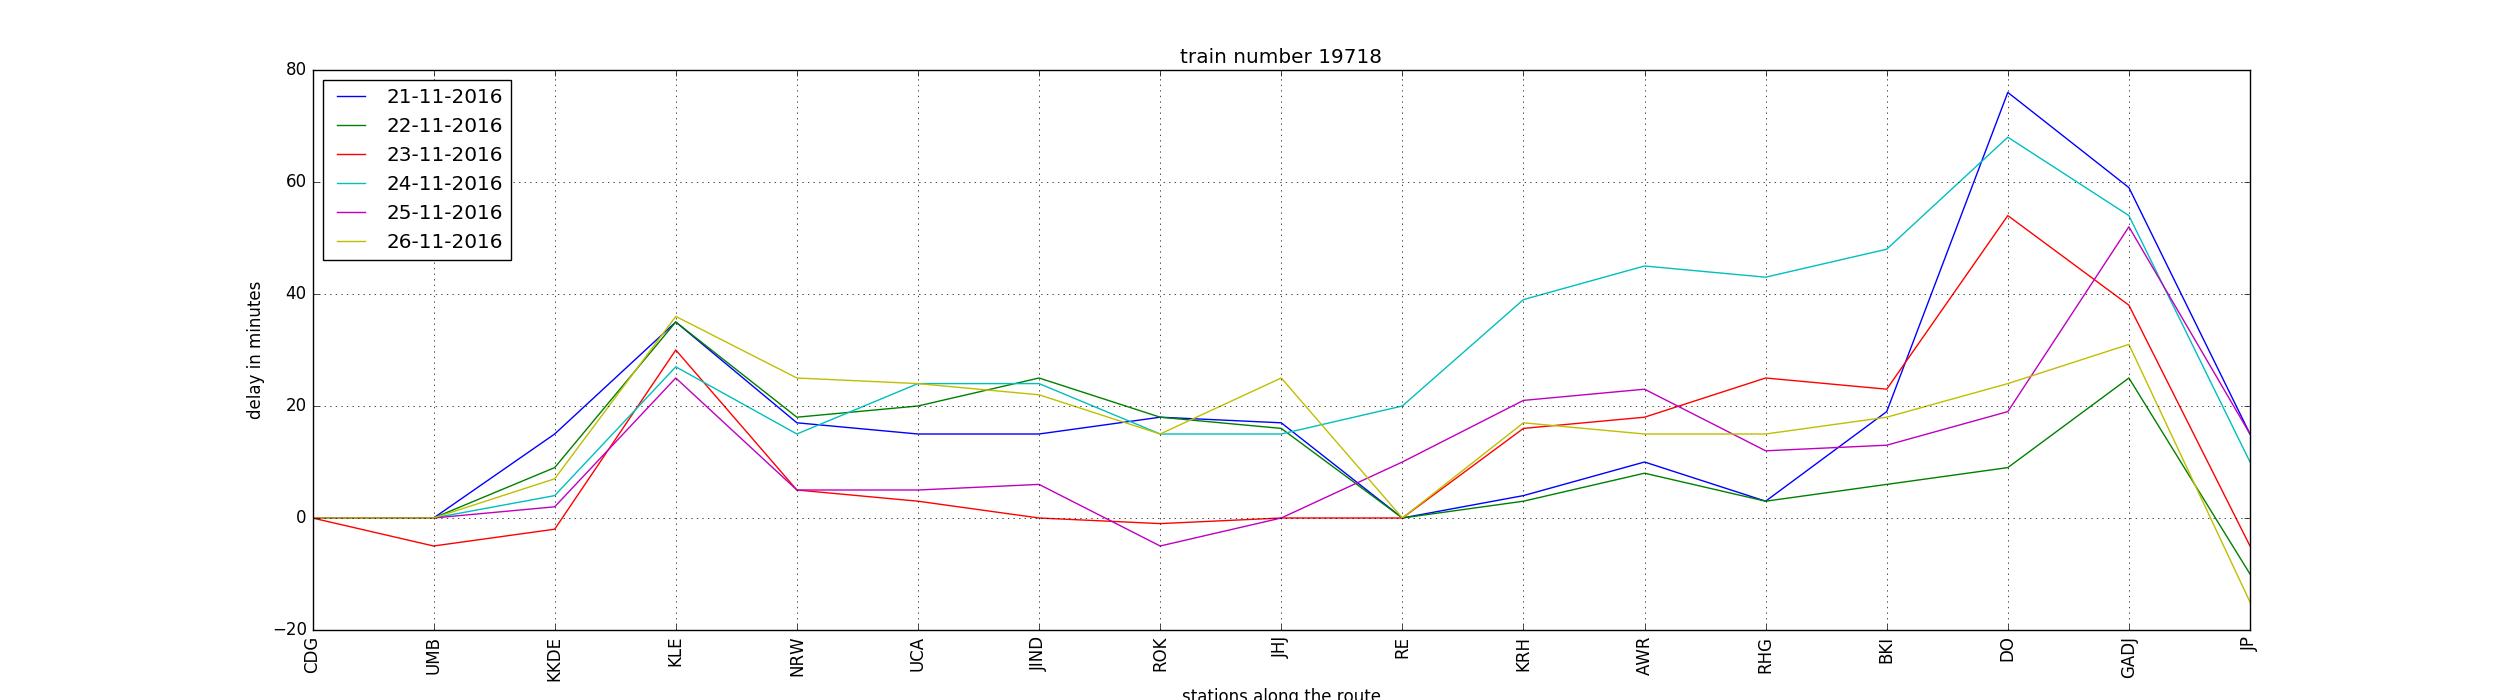 train number 19718
80
60
40
20
0
−20
delay in minutes
21-11-2016
22-11-2016
23-11-2016
24-11-2016
25-11-2016
26-11-2016
CDG
UMB
KKDE
KLE
NRW
UCA
JIND
ROK
JHJ
RE
KRH
AWR
RHG
BKI
DO
GADJ
JP
stations along the route